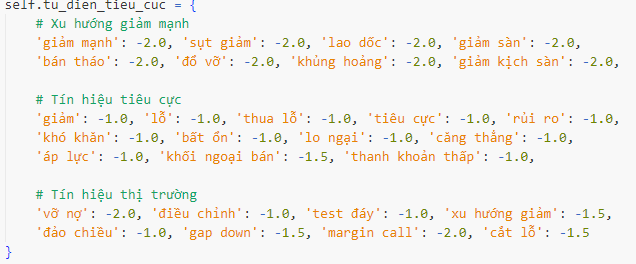 self.tu_dien_tieu_cuc = {
# Xu hướng giảm mạnh
'giảm mạnh': -2.0, 'sụt giảm': -2.0, 'lao dốc': -2.0, 'giảm sàn': -2.0,
'bán tháo': -2.0, 'đổ vỡ': -2.0, 'khủng hoảng': -2.0, 'giảm kịch sàn': -2.0,
# Tín hiệu tiêu cực
'giảm': -1.0, 'lỗ': -1.0, 'thua lỗ': -1.0, 'tiêu cực': -1.0, 'rủi ro': -1.0,
'khó khăn': -1.0, 'bất ổn': -1.0, 'lo ngại': -1.0, 'căng thẳng': -1.0,
'áp lực': -1.0, 'khối ngoại bán': -1.5, 'thanh khoản thấp': -1.0,
# Tín hiệu thị trường
'vỡ nợ': -2.0, 'điều chỉnh': -1.0, 'test đáy': -1.0, 'xu hướng giảm': -1.5,
'đảo chiều': -1.0, 'gap down': -1.5, 'margin call': -2.0, 'cắt lỗ': -1.5
}